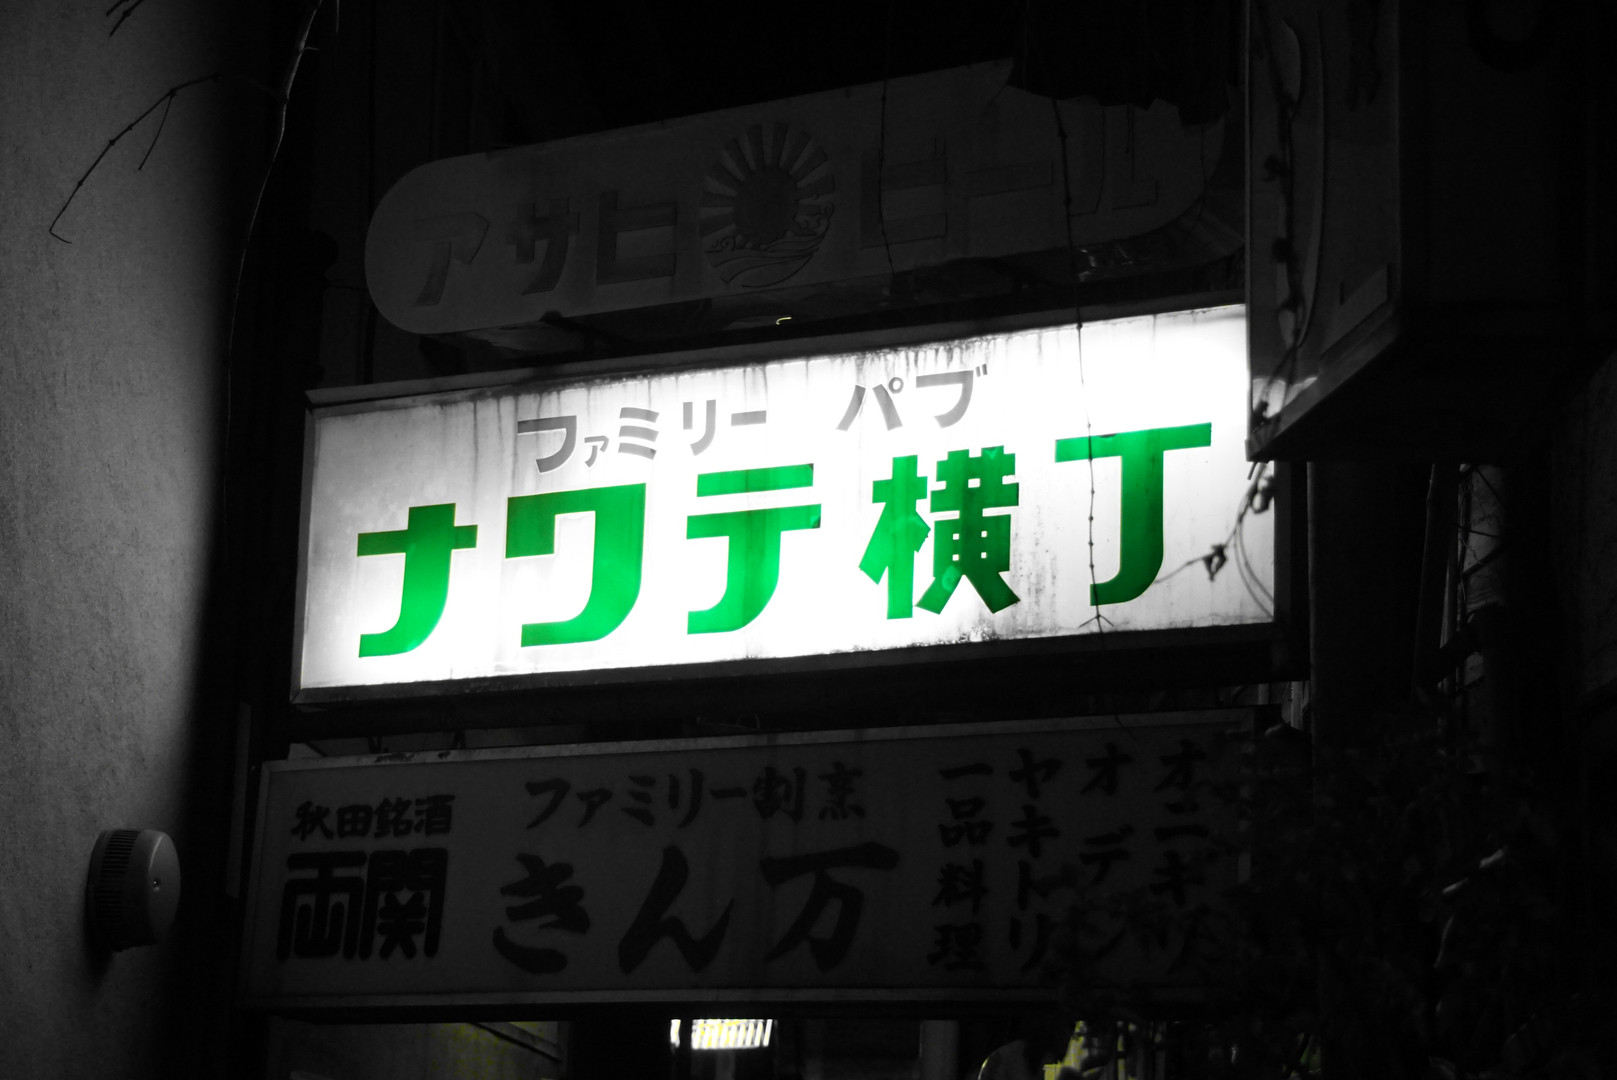 アサヒビール
ファミリー パブ
ナワテ横丁
秋田銘酒
両関
ファミリー割烹
きん万
一品料理
ヤキトリ
オデン
オニギリ